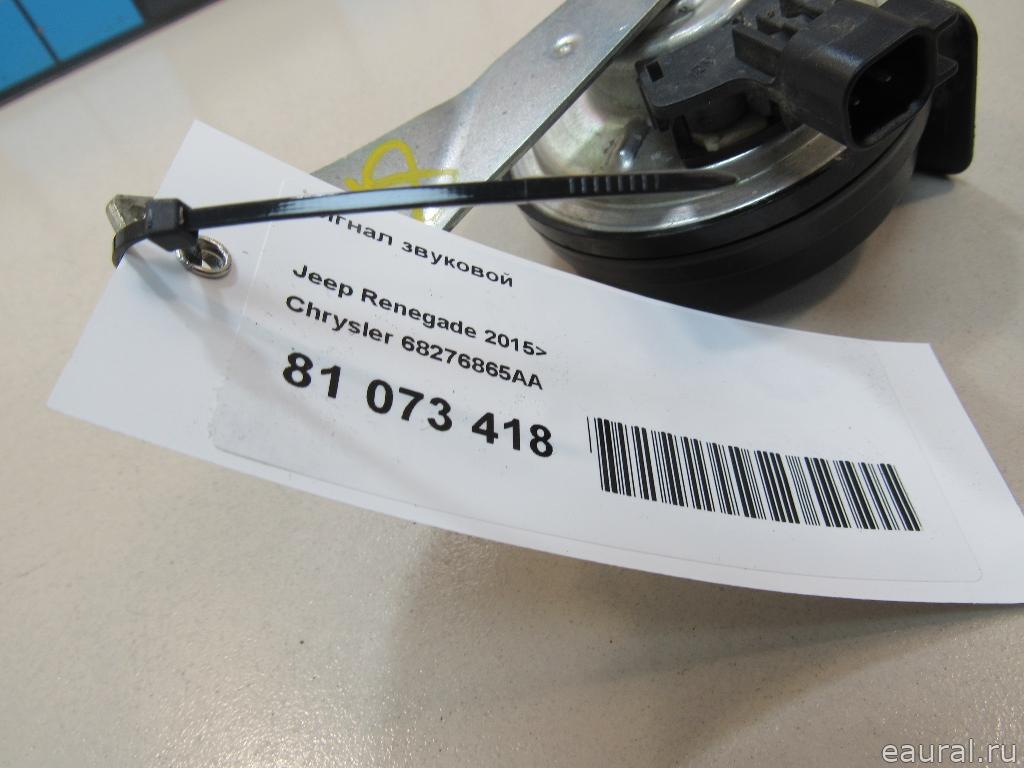 звуковой
Jeep Renegade 2015>
Chrysler 68276865AA
81 073 418
eaural.ru